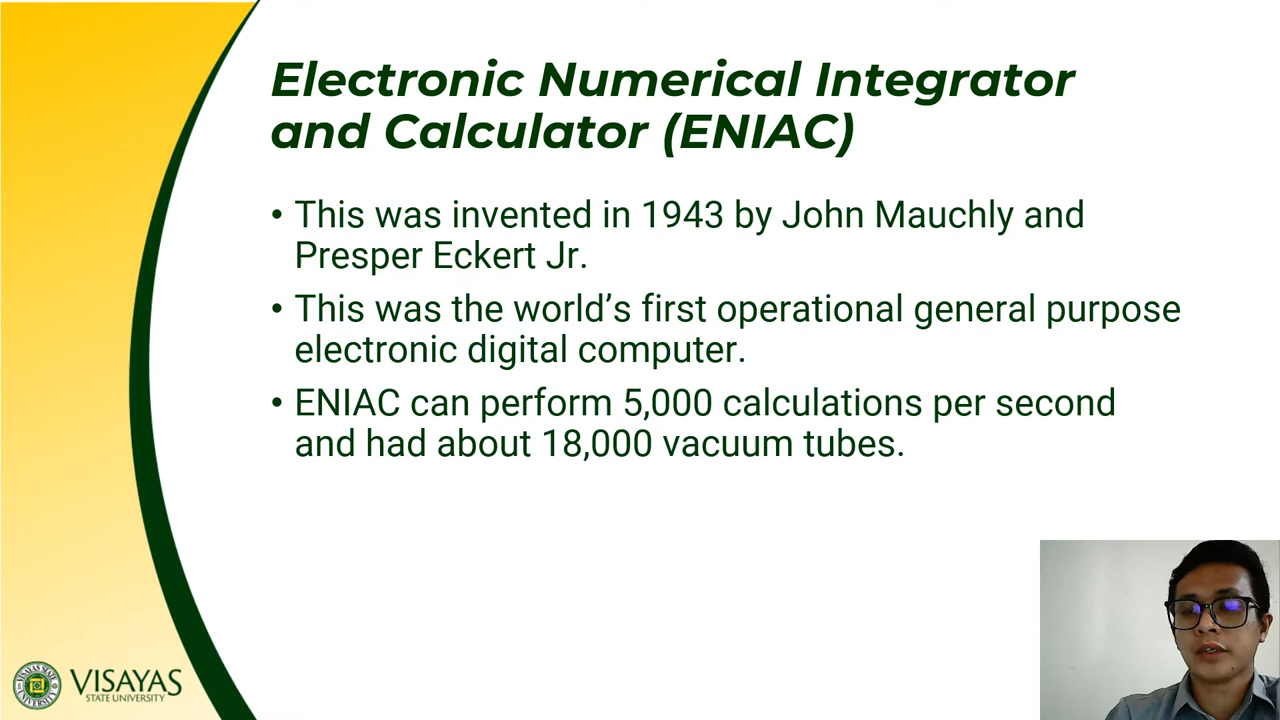 Electronic Numerical Integrator
and Calculator (ENIAC)
• This was invented in 1943 by John Mauchly and
Presper Eckert Jr.
• This was the world’s first operational general purpose
electronic digital computer.
• ENIAC can perform 5,000 calculations per second
and had about 18,000 vacuum tubes.
VISAYAS
STATE UNIVERSITY